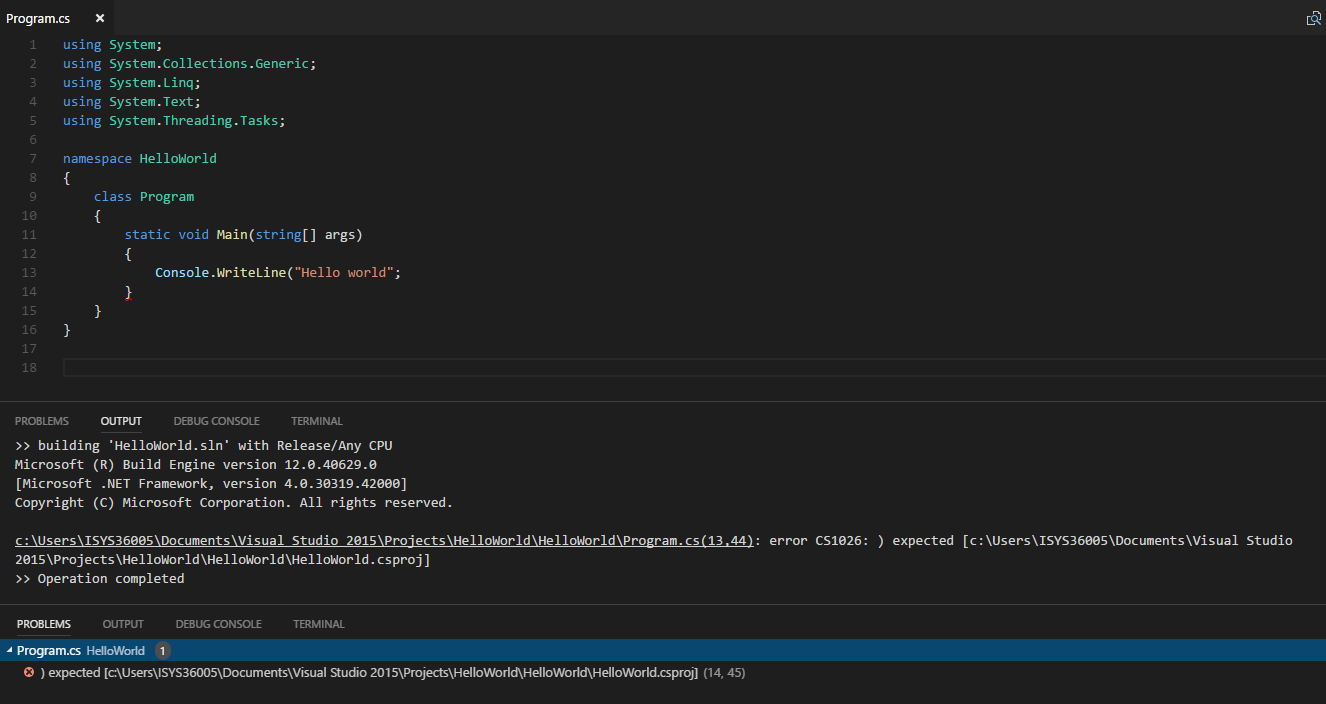 Program.cs ×
1 using System;
2 using System.Collections.Generic;
3 using System.Linq;
4 using System.Text;
5 using System.Threading.Tasks;
6
7 namespace HelloWorld
8 {
9     class Program
10     {
11         static void Main(string[] args)
12         {
13             Console.WriteLine("Hello world";
14         }
15     }
16 }
17
18
PROBLEMS OUTPUT DEBUG CONSOLE TERMINAL
>> building 'HelloWorld.sln' with Release/Any CPU
Microsoft (R) Build Engine version 12.0.40629.0
[Microsoft .NET Framework, version 4.0.30319.42000]
Copyright (C) Microsoft Corporation. All rights reserved.
c:\Users\ISYS36005\Documents\Visual Studio 2015\Projects\HelloWorld\HelloWorld\Program.cs(13,44): error CS1026: ) expected [c:\Users\ISYS36005\Documents\Visual Studio
2015\Projects\HelloWorld\HelloWorld\HelloWorld.csproj]
>> Operation completed
PROBLEMS OUTPUT DEBUG CONSOLE TERMINAL
Program.cs HelloWorld 1
) expected [c:\Users\ISYS36005\Documents\Visual Studio 2015\Projects\HelloWorld\HelloWorld\HelloWorld.csproj] (14, 45)